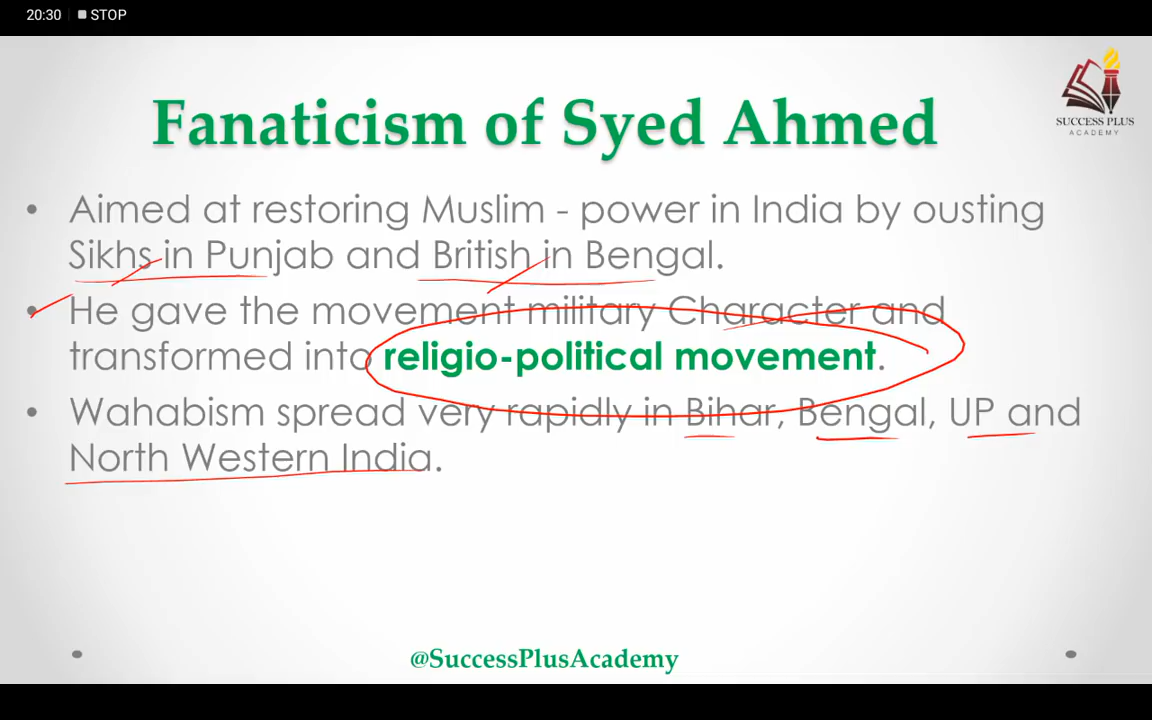 20:30 STOP
SUCCESS PLUS
ACADEMY
Fanaticism of Syed Ahmed
• Aimed at restoring Muslim - power in India by ousting
Sikhs in Punjab and British in Bengal.
• He gave the movement military Character and
transformed into religio-political movement.
• Wahabism spread very rapidly in Bihar, Bengal, UP and
North Western India.
@SuccessPlusAcademy